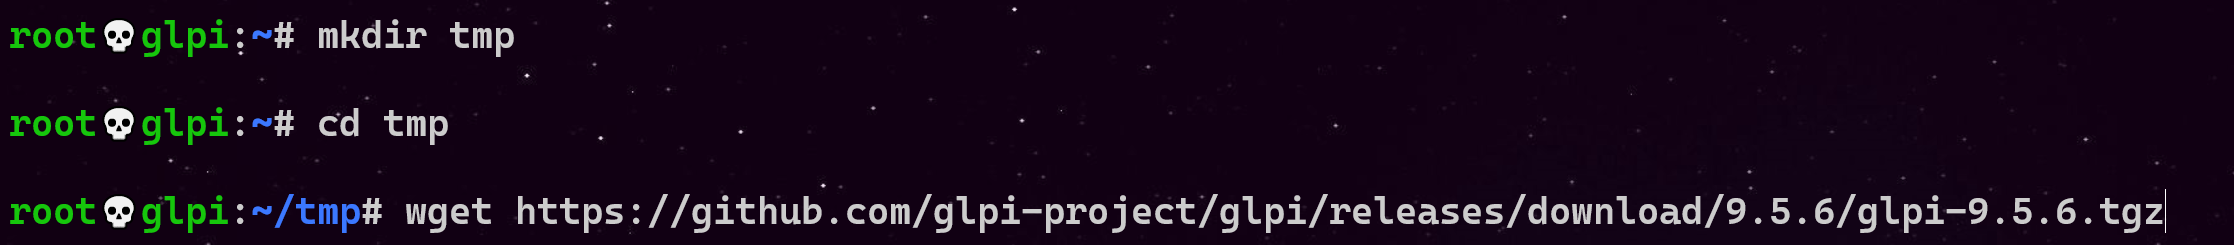 root💀glpi:~# mkdir tmp
root💀glpi:~# cd tmp
root💀glpi:~/tmp# wget https://github.com/glpi-project/glpi/releases/download/9.5.6/glpi-9.5.6.tgz